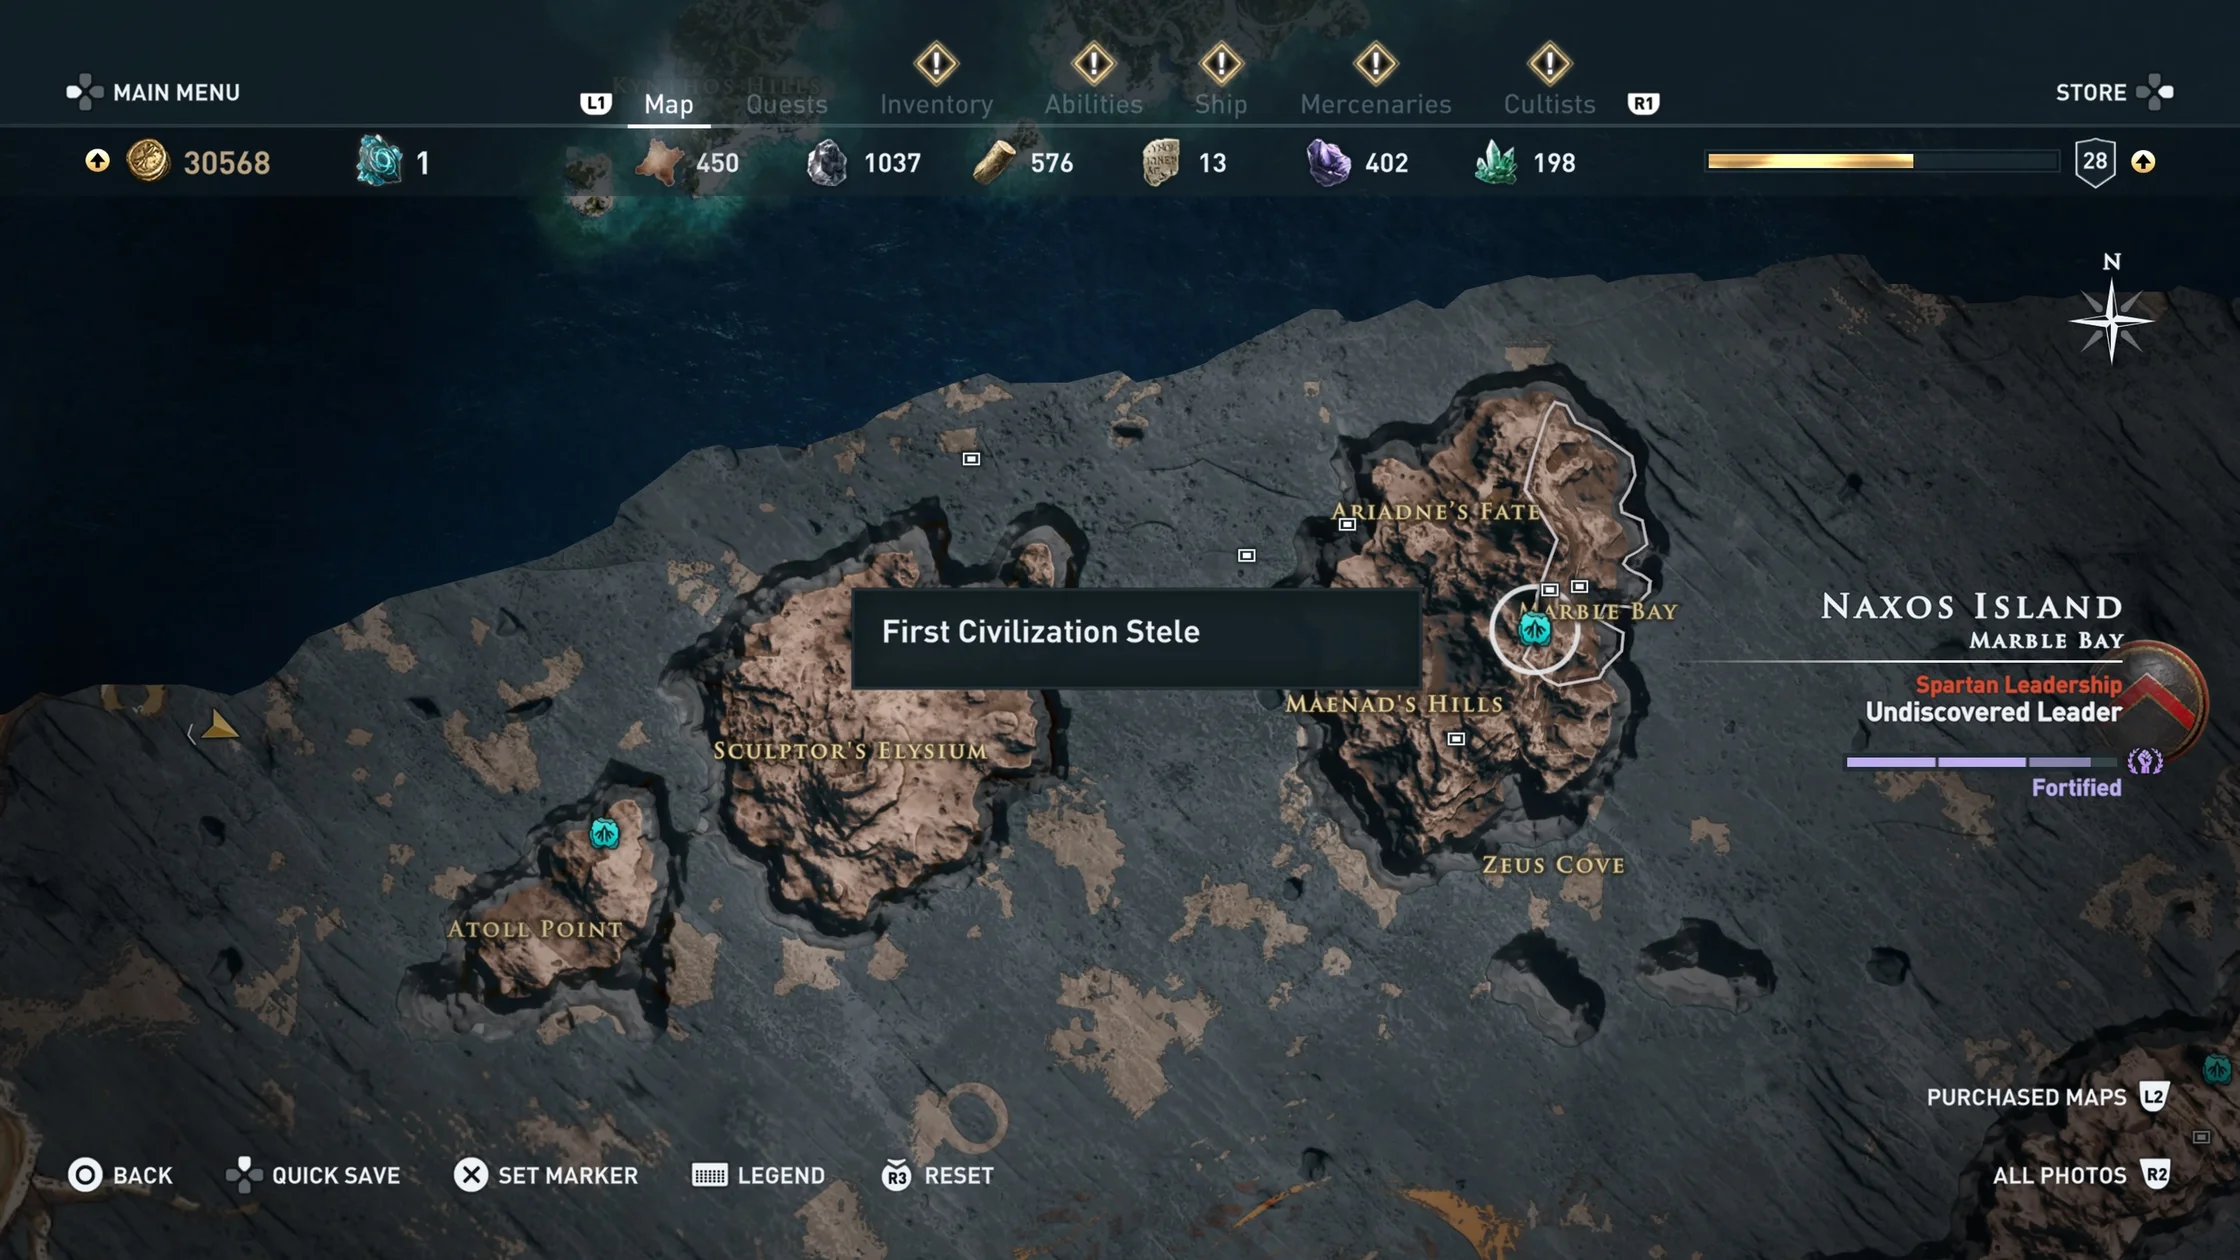 MAIN MENU
L1 Map Quests Inventory Abilities Ship Mercenaries Cultists R1
STORE
KYNTHOS HILLS
30568 1 450 1037 576 13 402 198 28
N
ARIADNE'S FATE
MARBLE BAY
First Civilization Stele
MAENAD'S HILLS
SCULPTOR'S ELYSIUM
ZEUS COVE
ATOLL POINT
NAXOS ISLAND
MARBLE BAY
Spartan Leadership
Undiscovered Leader
Fortified
PURCHASED MAPS L2
ALL PHOTOS R2
BACK QUICK SAVE SET MARKER LEGEND R3 RESET